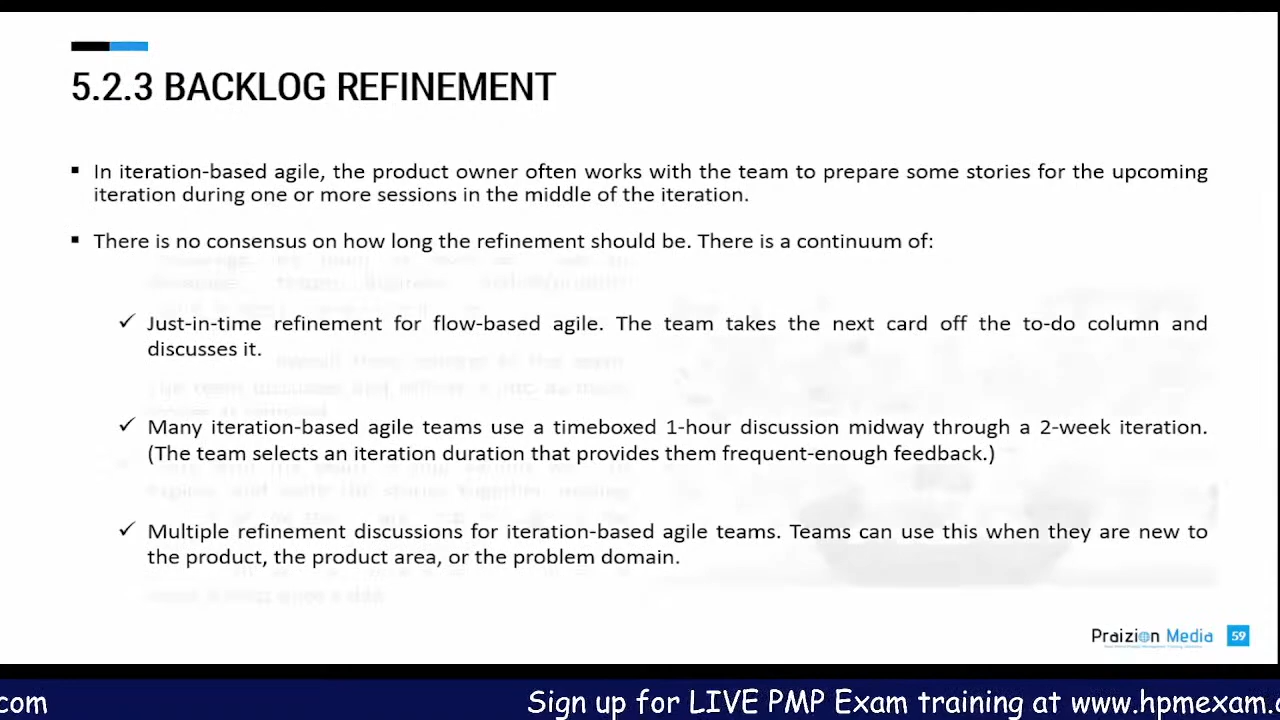 5.2.3 BACKLOG REFINEMENT
▪ In iteration-based agile, the product owner often works with the team to prepare some stories for the upcoming
iteration during one or more sessions in the middle of the iteration.
▪ There is no consensus on how long the refinement should be. There is a continuum of:
✓ Just-in-time refinement for flow-based agile. The team takes the next card off the to-do column and
discusses it.
✓ Many iteration-based agile teams use a timeboxed 1-hour discussion midway through a 2-week iteration.
(The team selects an iteration duration that provides them frequent-enough feedback.)
✓ Multiple refinement discussions for iteration-based agile teams. Teams can use this when they are new to
the product, the product area, or the problem domain.
Praizion Media 59
com Sign up for LIVE PMP Exam training at www.hpmexam.